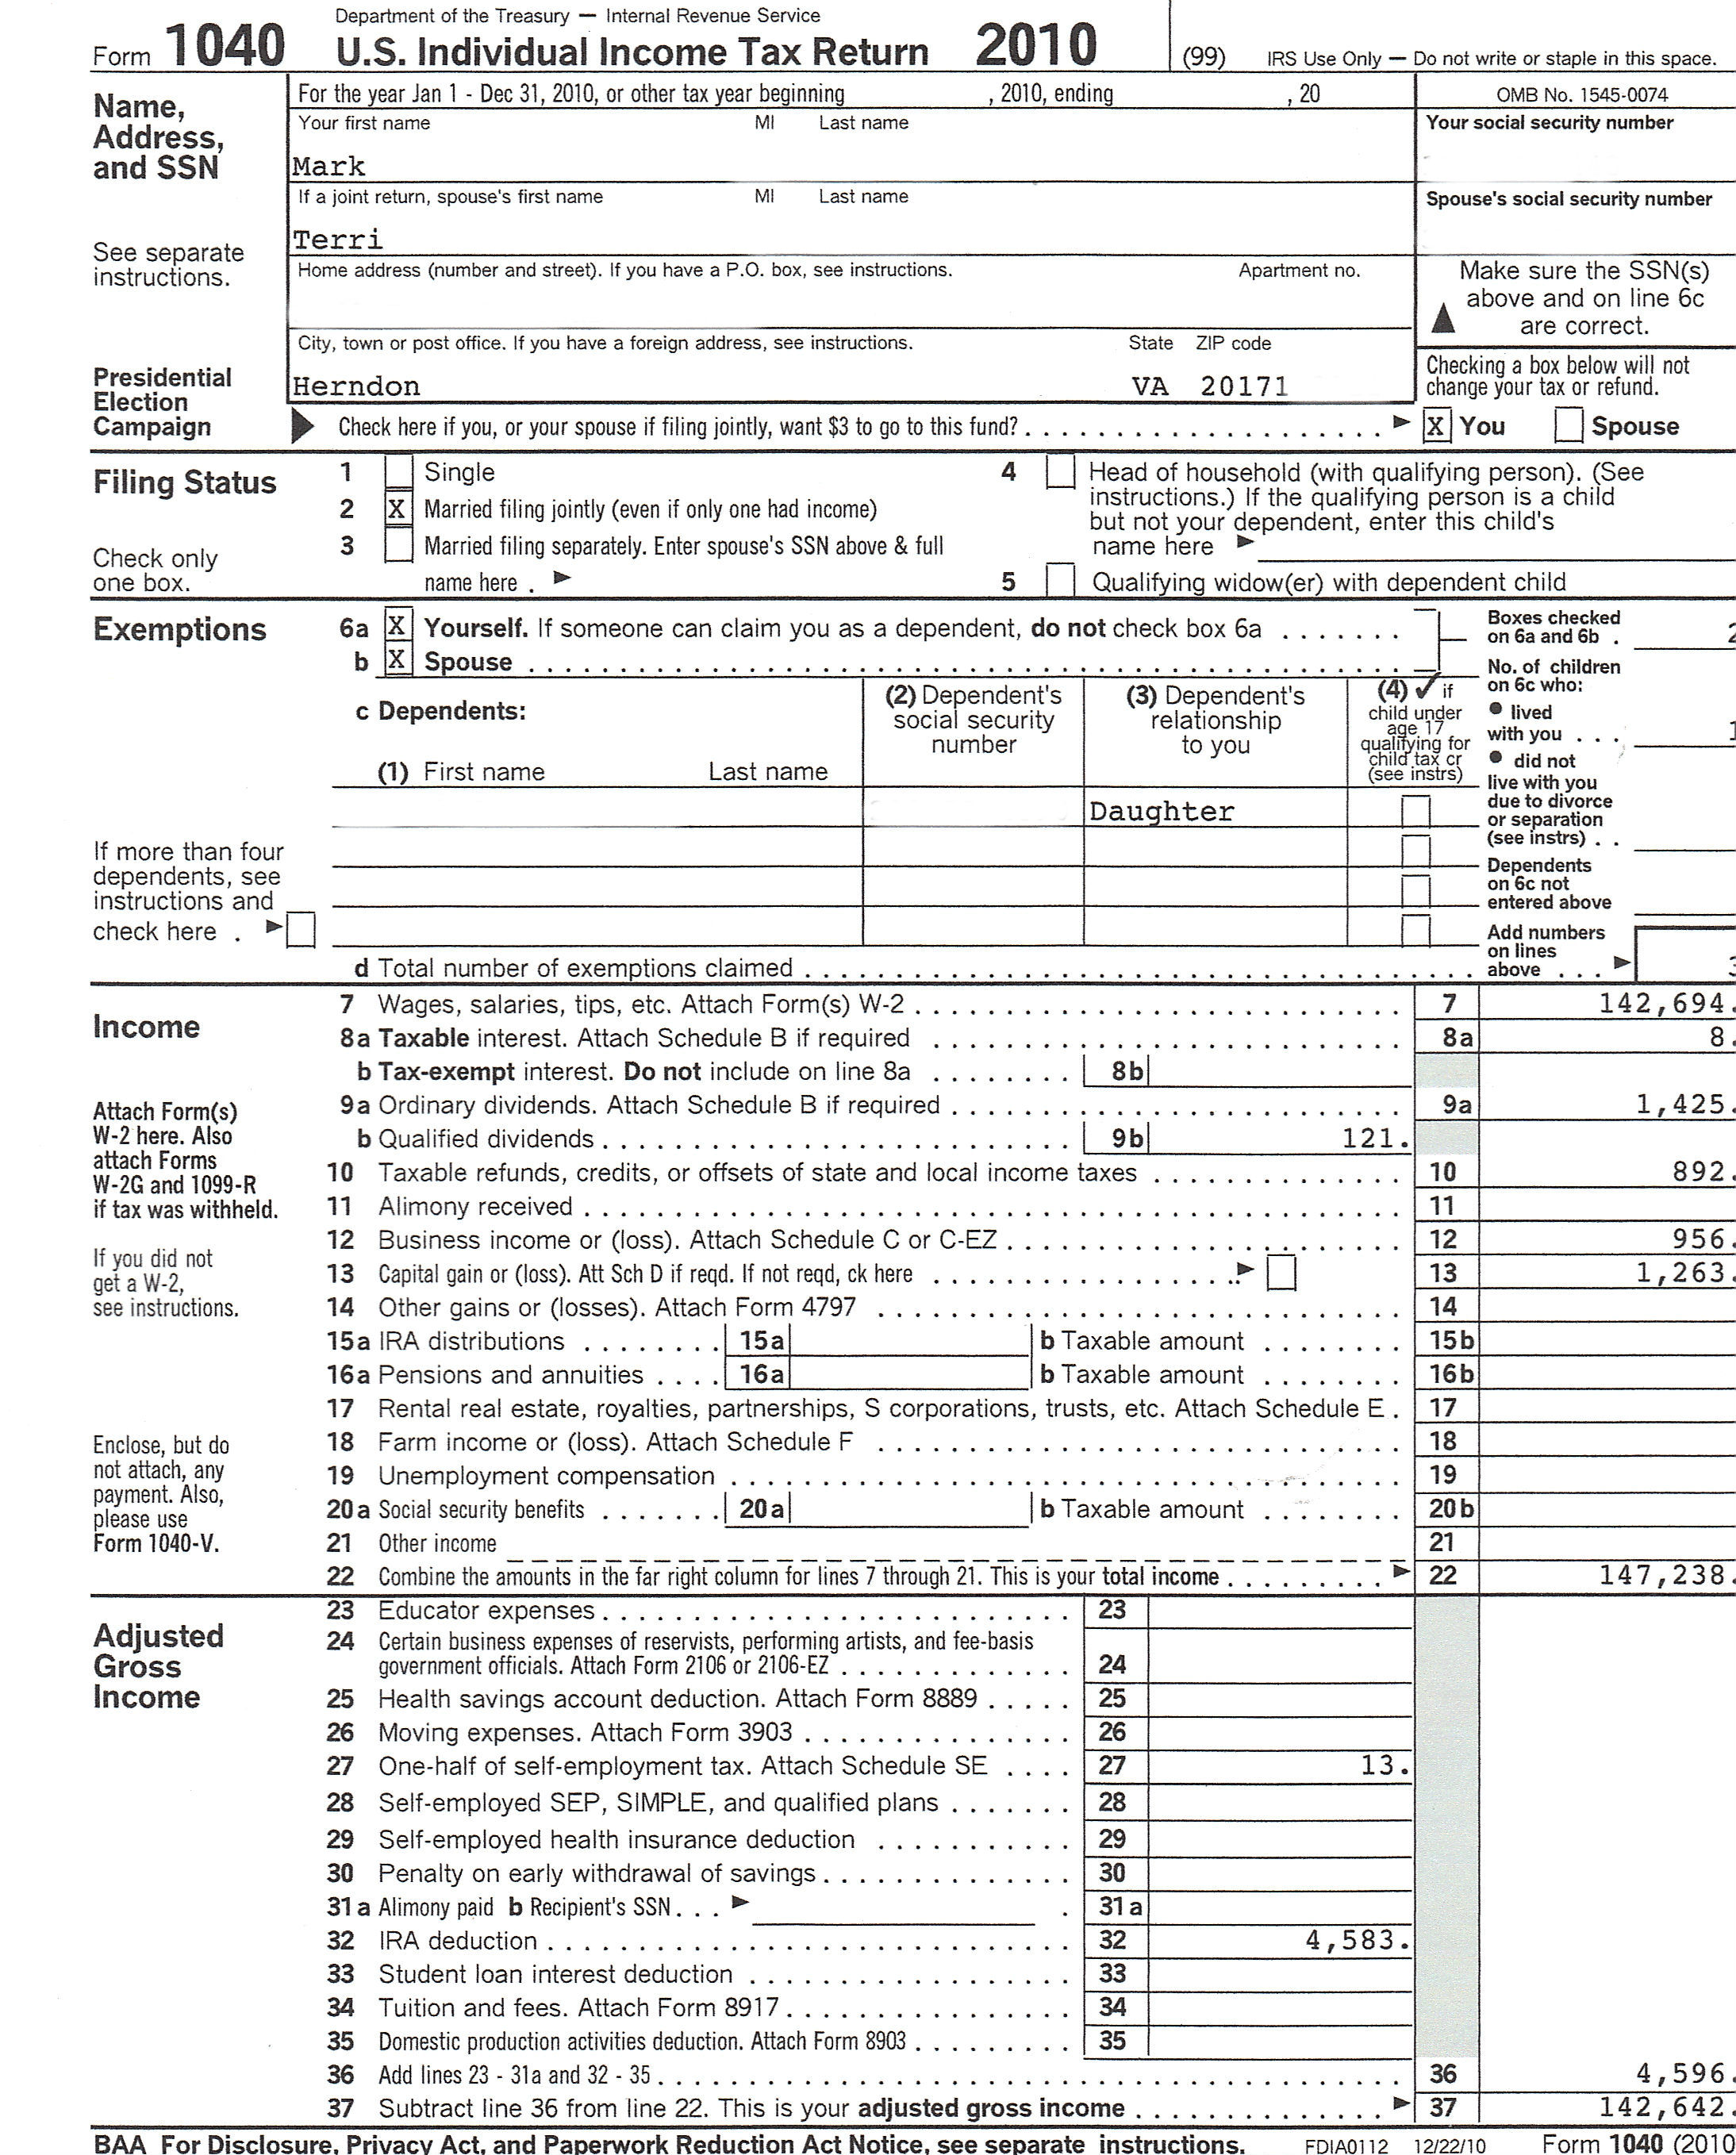 Department of the Treasury — Internal Revenue Service
Form 1040 U.S. Individual Income Tax Return 2010 (99) IRS Use Only — Do not write or staple in this space.
Name, Address, and SSN
For the year Jan 1 - Dec 31, 2010, or other tax year beginning , 2010, ending , 20 OMB No. 1545-0074
Your first name MI Last name Your social security number
Mark
If a joint return, spouse's first name MI Last name Spouse's social security number
Terri
See separate instructions.
Home address (number and street). If you have a P.O. box, see instructions. Apartment no.
Make sure the SSN(s) above and on line 6c are correct.
City, town or post office. If you have a foreign address, see instructions. State ZIP code
Herndon VA 20171
Checking a box below will not change your tax or refund.
Presidential Election Campaign
Check here if you, or your spouse if filing jointly, want $3 to go to this fund? X You Spouse
Filing Status
Check only one box.
1 Single
2 X Married filing jointly (even if only one had income)
3 Married filing separately. Enter spouse's SSN above & full name here .
4 Head of household (with qualifying person). (See instructions.) If the qualifying person is a child but not your dependent, enter this child's name here
5 Qualifying widow(er) with dependent child
Exemptions
6a X Yourself. If someone can claim you as a dependent, do not check box 6a
b X Spouse
Boxes checked on 6a and 6b . 2
c Dependents:
(1) First name Last name
(2) Dependent's social security number
(3) Dependent's relationship to you
(4) ✓ if child under age 17 qualifying for child tax cr (see instrs)
Daughter
No. of children on 6c who:
• lived with you . . . 1
• did not live with you due to divorce or separation (see instrs) . .
Dependents on 6c not entered above
Add numbers on lines above . . . 3
If more than four dependents, see instructions and check here .
d Total number of exemptions claimed
Income
Attach Form(s) W-2 here. Also attach Forms W-2G and 1099-R if tax was withheld.
If you did not get a W-2, see instructions.
Enclose, but do not attach, any payment. Also, please use Form 1040-V.
7 Wages, salaries, tips, etc. Attach Form(s) W-2 7 142,694.
8a Taxable interest. Attach Schedule B if required 8a 8.
b Tax-exempt interest. Do not include on line 8a 8b
9a Ordinary dividends. Attach Schedule B if required 9a 1,425.
b Qualified dividends 9b 121.
10 Taxable refunds, credits, or offsets of state and local income taxes 10 892.
11 Alimony received 11
12 Business income or (loss). Attach Schedule C or C-EZ 12 956.
13 Capital gain or (loss). Att Sch D if reqd. If not reqd, ck here 13 1,263.
14 Other gains or (losses). Attach Form 4797 14
15a IRA distributions 15a b Taxable amount 15b
16a Pensions and annuities 16a b Taxable amount 16b
17 Rental real estate, royalties, partnerships, S corporations, trusts, etc. Attach Schedule E . 17
18 Farm income or (loss). Attach Schedule F 18
19 Unemployment compensation 19
20a Social security benefits 20a b Taxable amount 20b
21 Other income 21
22 Combine the amounts in the far right column for lines 7 through 21. This is your total income 22 147,238.
Adjusted Gross Income
23 Educator expenses 23
24 Certain business expenses of reservists, performing artists, and fee-basis government officials. Attach Form 2106 or 2106-EZ 24
25 Health savings account deduction. Attach Form 8889 25
26 Moving expenses. Attach Form 3903 26
27 One-half of self-employment tax. Attach Schedule SE 27 13.
28 Self-employed SEP, SIMPLE, and qualified plans 28
29 Self-employed health insurance deduction 29
30 Penalty on early withdrawal of savings 30
31a Alimony paid b Recipient's SSN 31a
32 IRA deduction 32 4,583.
33 Student loan interest deduction 33
34 Tuition and fees. Attach Form 8917 34
35 Domestic production activities deduction. Attach Form 8903 35
36 Add lines 23 - 31a and 32 - 35 36 4,596.
37 Subtract line 36 from line 22. This is your adjusted gross income 37 142,642.
BAA For Disclosure, Privacy Act, and Paperwork Reduction Act Notice, see separate instructions. FDIA0112 12/22/10 Form 1040 (2010